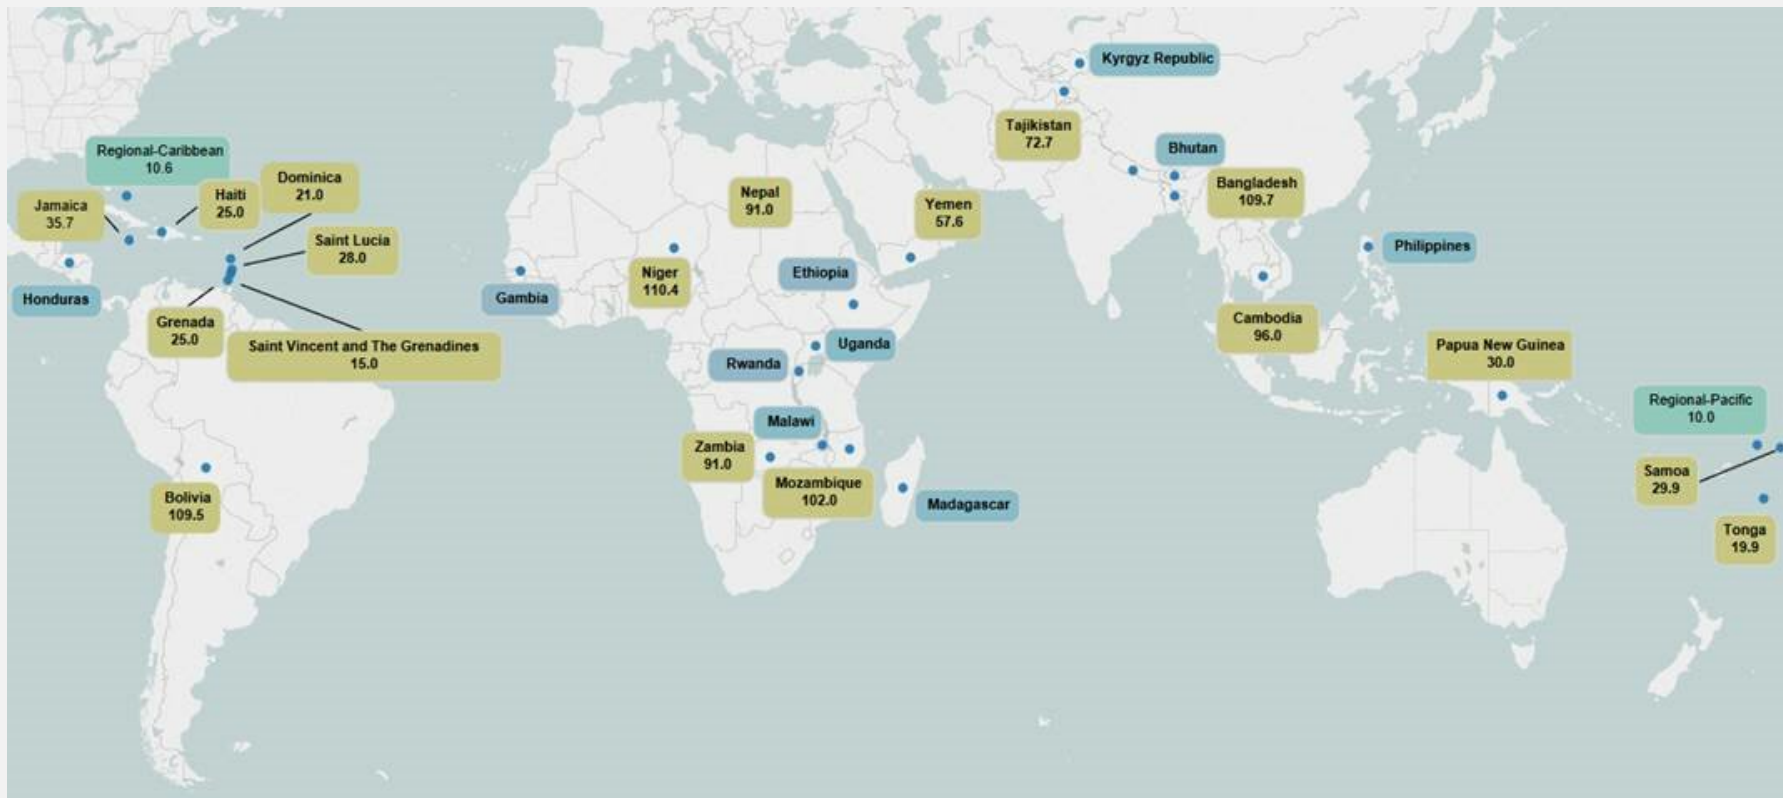 Kyrgyz Republic
Tajikistan
72.7
Regional-Caribbean
10.6
Bhutan
Dominica
21.0
Haiti
25.0
Jamaica
35.7
Nepal
91.0
Yemen
57.6
Bangladesh
109.7
Saint Lucia
28.0
Philippines
Honduras
Gambia
Niger
110.4
Ethiopia
Grenada
25.0
Saint Vincent and The Grenadines
15.0
Uganda
Rwanda
Cambodia
96.0
Papua New Guinea
30.0
Regional-Pacific
10.0
Malawi
Zambia
91.0
Mozambique
102.0
Madagascar
Samoa
29.9
Bolivia
109.5
Tonga
19.9